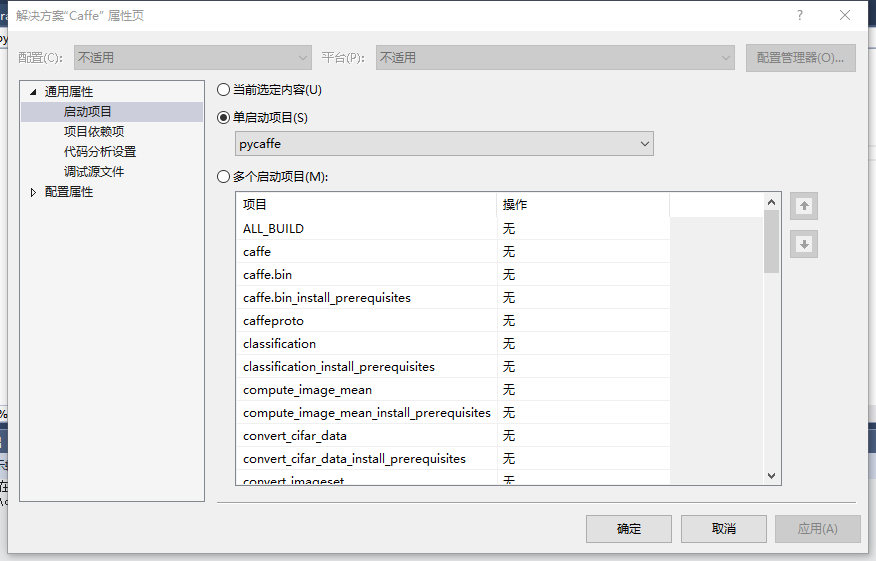 解决方案"Caffe" 属性页
配置(C): 不适用 平台(P): 不适用 配置管理器(O)...
通用属性
启动项目
项目依赖项
代码分析设置
调试源文件
配置属性
当前选定内容(U)
单启动项目(S)
pycaffe
多个启动项目(M):
项目 操作
ALL_BUILD 无
caffe 无
caffe.bin 无
caffe.bin_install_prerequisites 无
caffeproto 无
classification 无
classification_install_prerequisites 无
compute_image_mean 无
compute_image_mean_install_prerequisites 无
convert_cifar_data 无
convert_cifar_data_install_prerequisites 无
convert_imageset 无
确定 取消 应用(A)